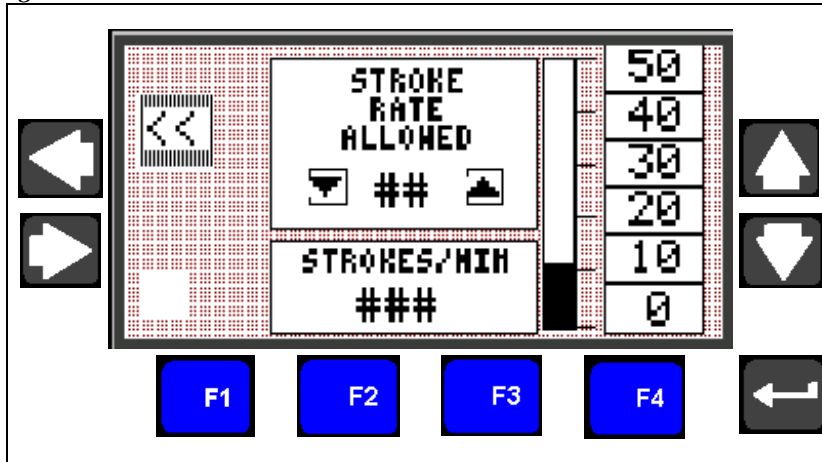 <<
STROKE
RATE
ALLOWED
##
STROKES/MIN
###
50
40
30
20
10
0
F1
F2
F3
F4